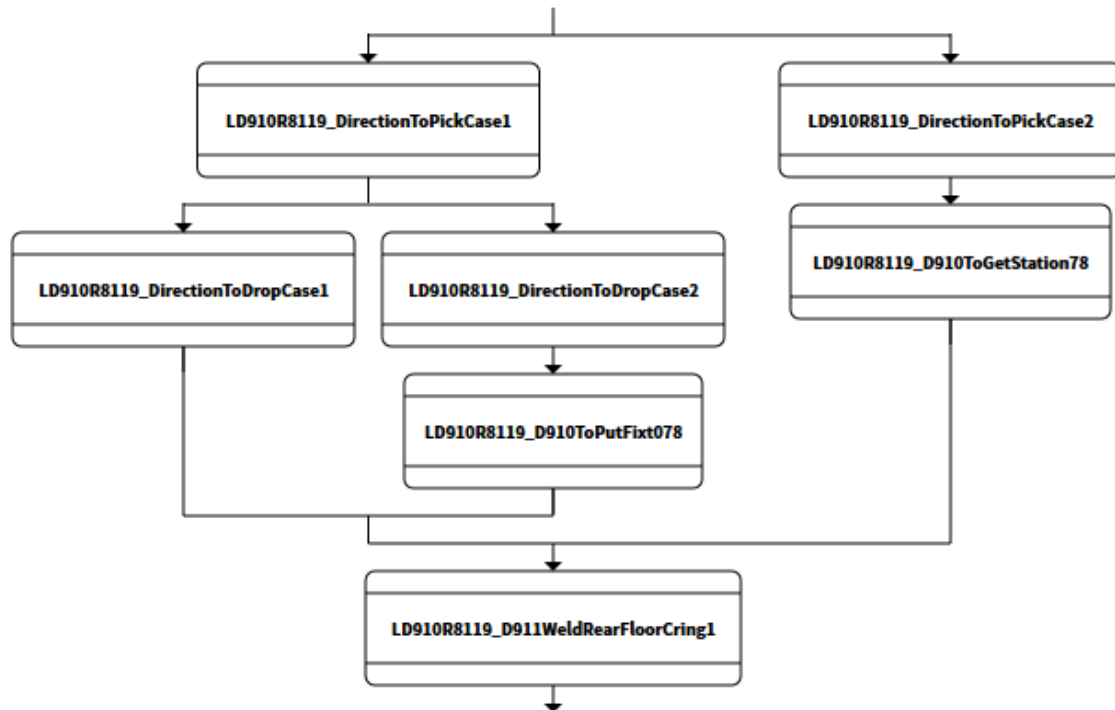 LD910R8119_DirectionToPickCase1
LD910R8119_DirectionToPickCase2
LD910R8119_D910ToGetStation78
LD910R8119_DirectionToDropCase1
LD910R8119_DirectionToDropCase2
LD910R8119_D910ToPutFixt078
LD910R8119_D911WeldRearFloorCring1